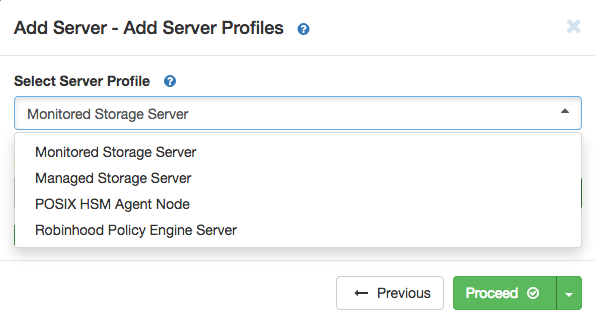 Add Server - Add Server Profiles ?
Select Server Profile ?
Monitored Storage Server
Monitored Storage Server
Managed Storage Server
POSIX HSM Agent Node
Robinhood Policy Engine Server
← Previous
Proceed